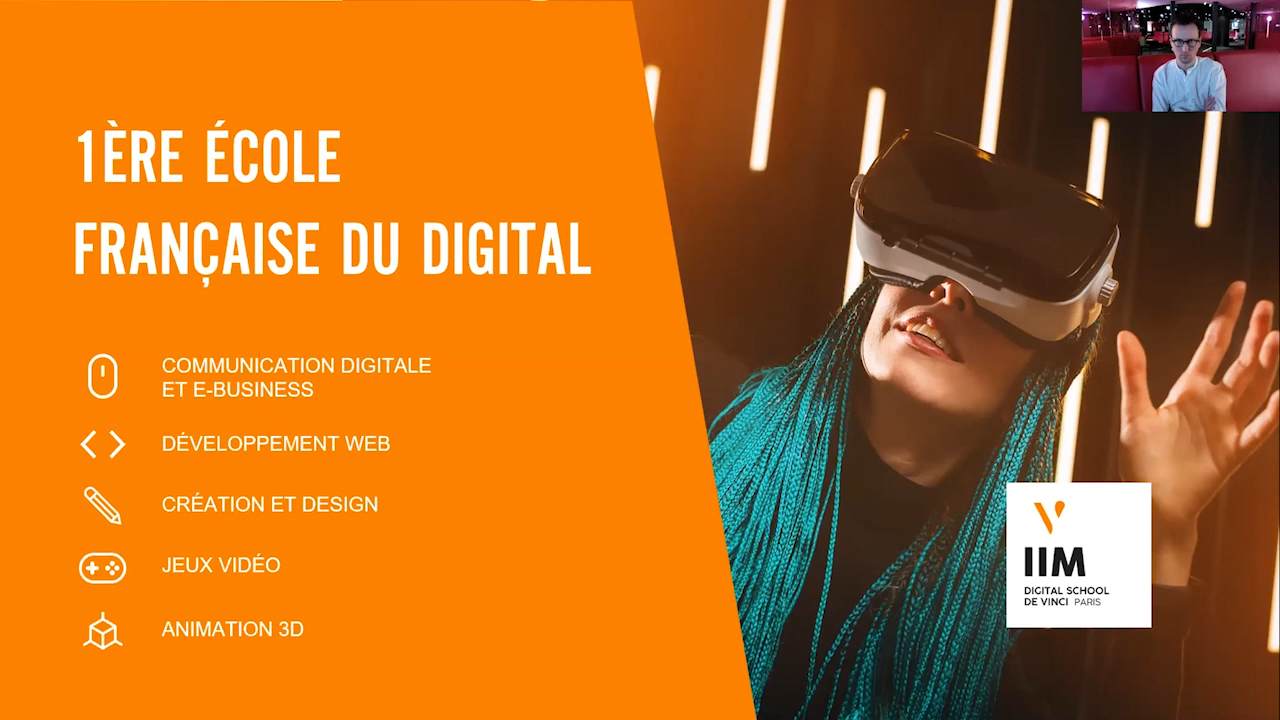 1ÈRE ÉCOLE
FRANÇAISE DU DIGITAL
COMMUNICATION DIGITALE
ET E-BUSINESS
DÉVELOPPEMENT WEB
CRÉATION ET DESIGN
JEUX VIDÉO
ANIMATION 3D
IIM
DIGITAL SCHOOL
DE VINCI PARIS